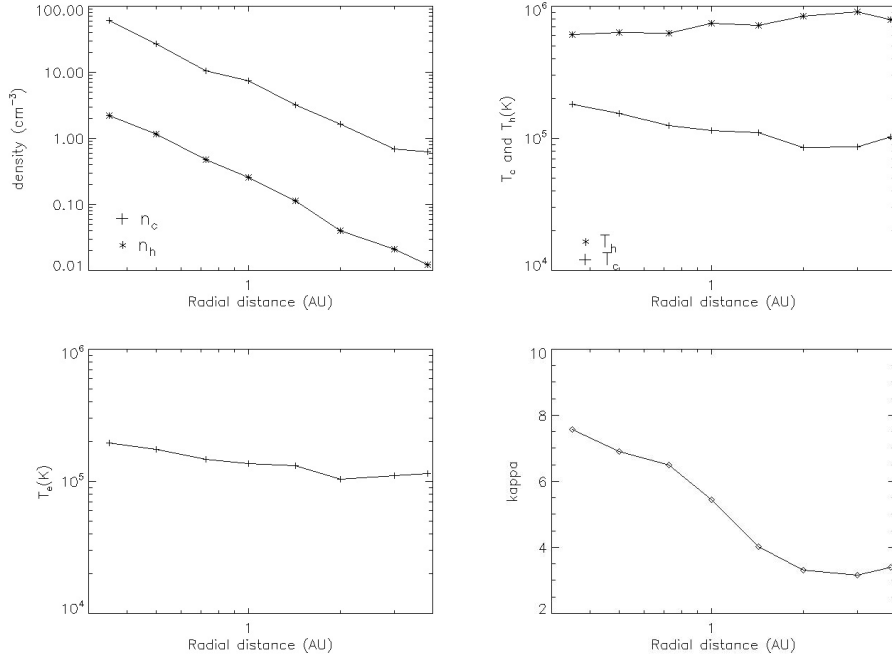 100.00
10.00
1.00
0.10
0.01
density (cm⁻³)
+ n_c
* n_h
1
Radial distance (AU)
10⁶
10⁵
10⁴
T_c and T_h(K)
* T_h
+ T_c
1
Radial distance (AU)
10⁶
10⁵
10⁴
T_e(K)
1
Radial distance (AU)
10
8
6
4
2
kappa
1
Radial distance (AU)